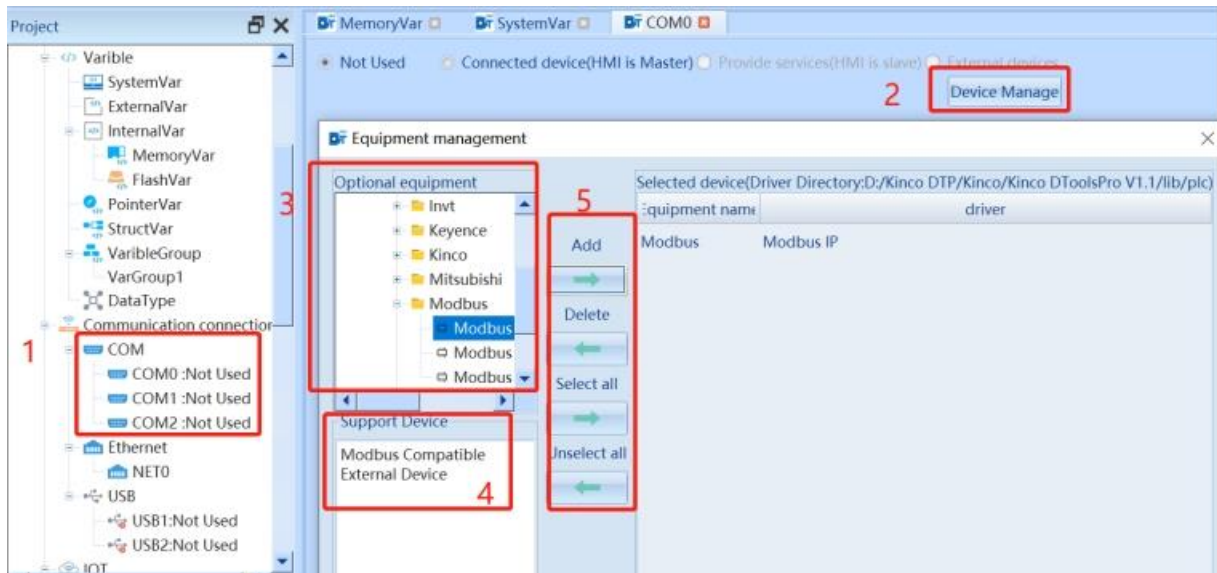 Project
MemoryVar
SystemVar
COM0
Varible
SystemVar
ExternalVar
InternalVar
MemoryVar
FlashVar
PointerVar
StructVar
VaribleGroup
VarGroup1
DataType
Communication connection
1
COM
COM0 :Not Used
COM1 :Not Used
COM2 :Not Used
Ethernet
NET0
USB
USB1:Not Used
USB2:Not Used
IOT
Not Used
Connected device(HMI is Master)
Provide services(HMI is slave)
External devices
2
Device Manage
Equipment management
3
Optional equipment
Invt
Keyence
Kinco
Mitsubishi
Modbus
Modbus
Modbus
Modbus
Support Device
Modbus Compatible
External Device
4
5
Add
Delete
Select all
Unselect all
Selected device(Driver Directory:D:/Kinco DTP/Kinco/Kinco DToolsPro V1.1/lib/plc)
driver
Modbus
Modbus IP